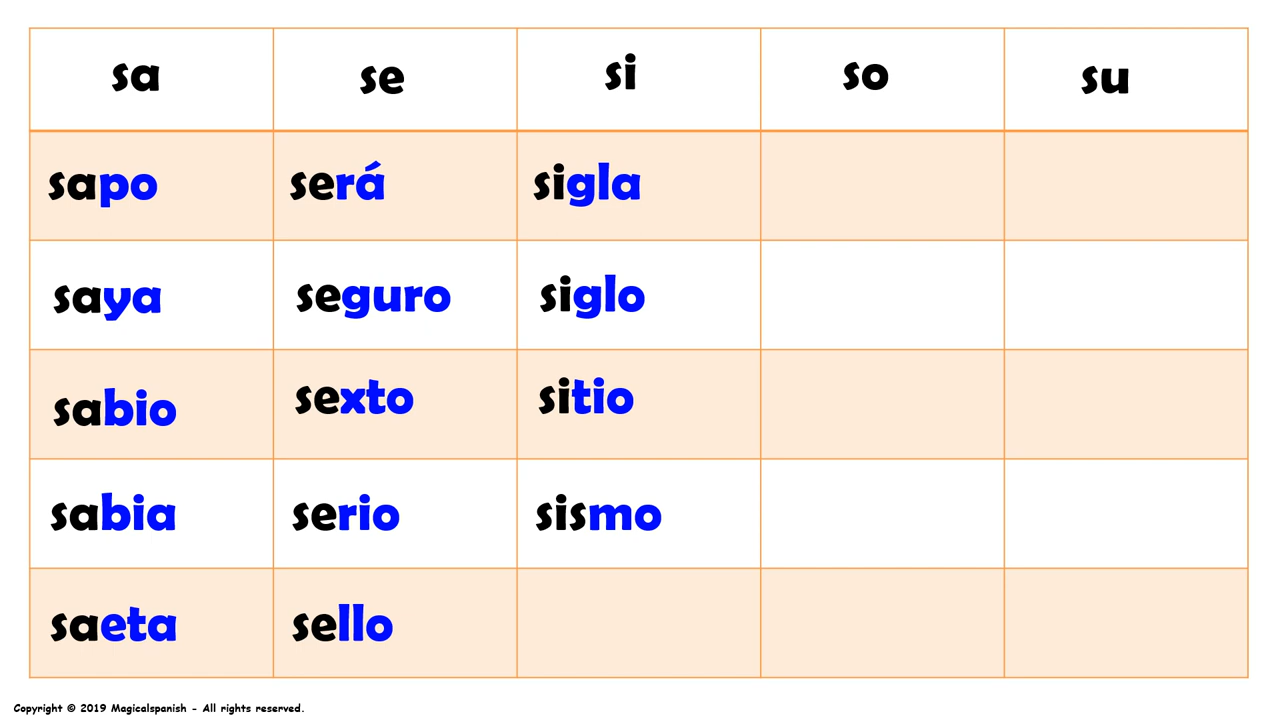 sa se si so su
sapo será sigla
saya seguro siglo
sabio sexto sitio
sabia serio sismo
saeta sello
Copyright © 2019 Magicalspanish - All rights reserved.